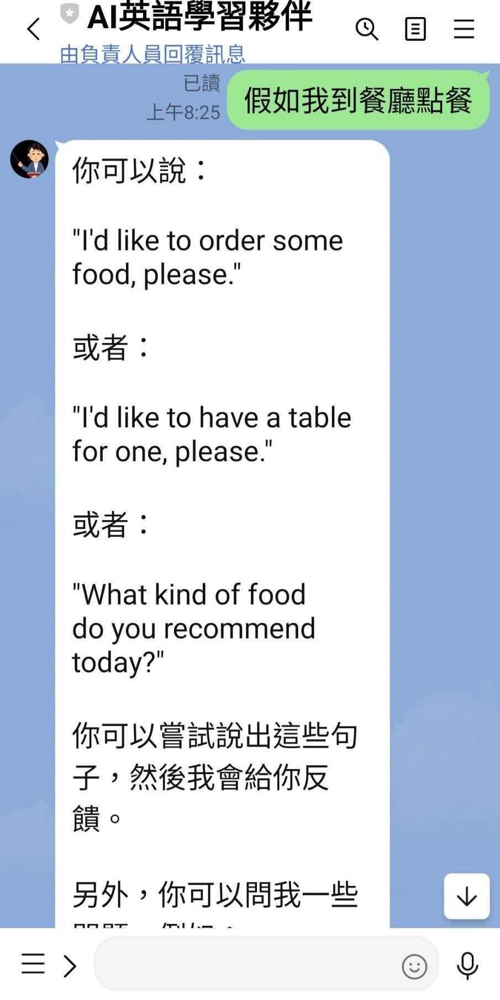 AI英語學習夥伴
由負責人員回覆訊息
已讀
上午8:25
假如我到餐廳點餐
你可以說：
"I'd like to order some
food, please."
或者：
"I'd like to have a table
for one, please."
或者：
"What kind of food
do you recommend
today?"
你可以嘗試說出這些句
子，然後我會給你反
饋。
另外，你可以問我一些